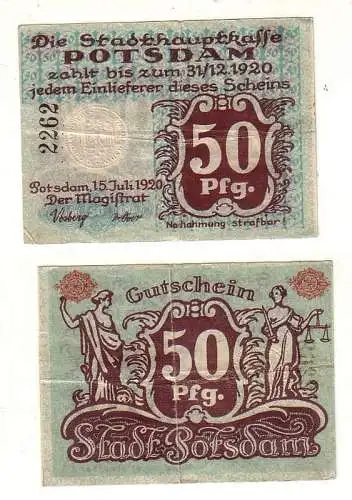 Die Stadthauptkasse
POTSDAM
zahlt bis zum 31/12.1920
jedem Einlieferer dieses Scheins
2262
50
Pfg.
Potsdam, 15. Juli 1920
Der Magistrat
Vosberg
Nachahmung strafbar!
Gutschein
50
Pfg.
Stadt Potsdam